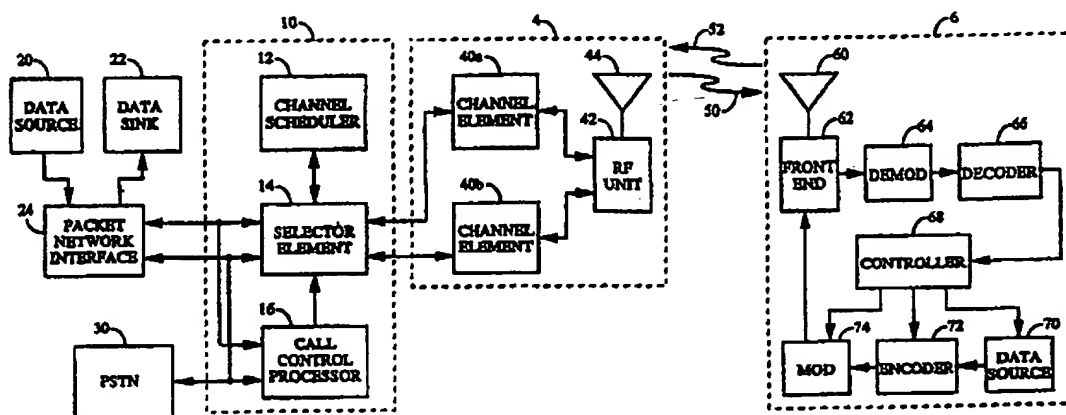 10
4
6
20
22
12
40a
44
52
60
DATA
SOURCE
DATA
SINK
CHANNEL
SCHEDULER
CHANNEL
ELEMENT
42
RF
UNIT
50
62
64
66
FRONT
END
DEMOD
DECODER
24
PACKET
NETWORK
INTERFACE
14
SELECTOR
ELEMENT
40b
CHANNEL
ELEMENT
68
CONTROLLER
30
PSTN
16
CALL
CONTROL
PROCESSOR
74
MOD
72
ENCODER
70
DATA
SOURCE